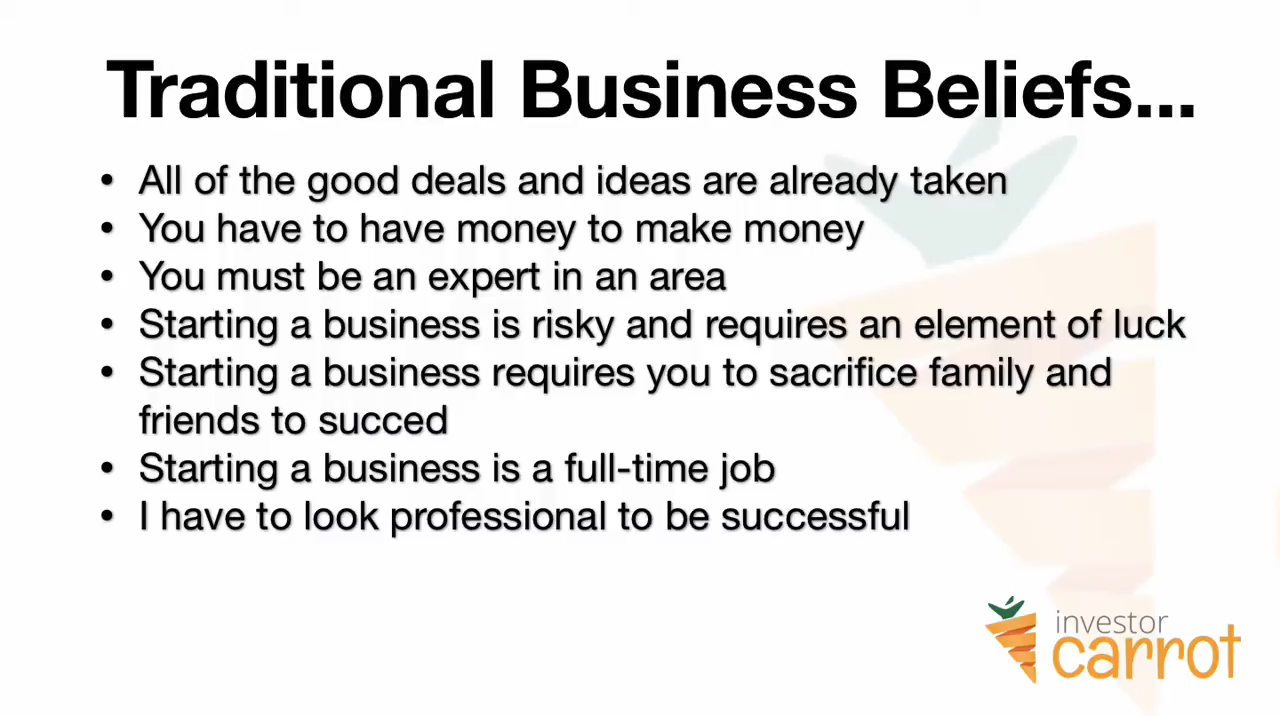 Traditional Business Beliefs...
• All of the good deals and ideas are already taken
• You have to have money to make money
• You must be an expert in an area
• Starting a business is risky and requires an element of luck
• Starting a business requires you to sacrifice family and
friends to succed
• Starting a business is a full-time job
• I have to look professional to be successful
investor
carrot